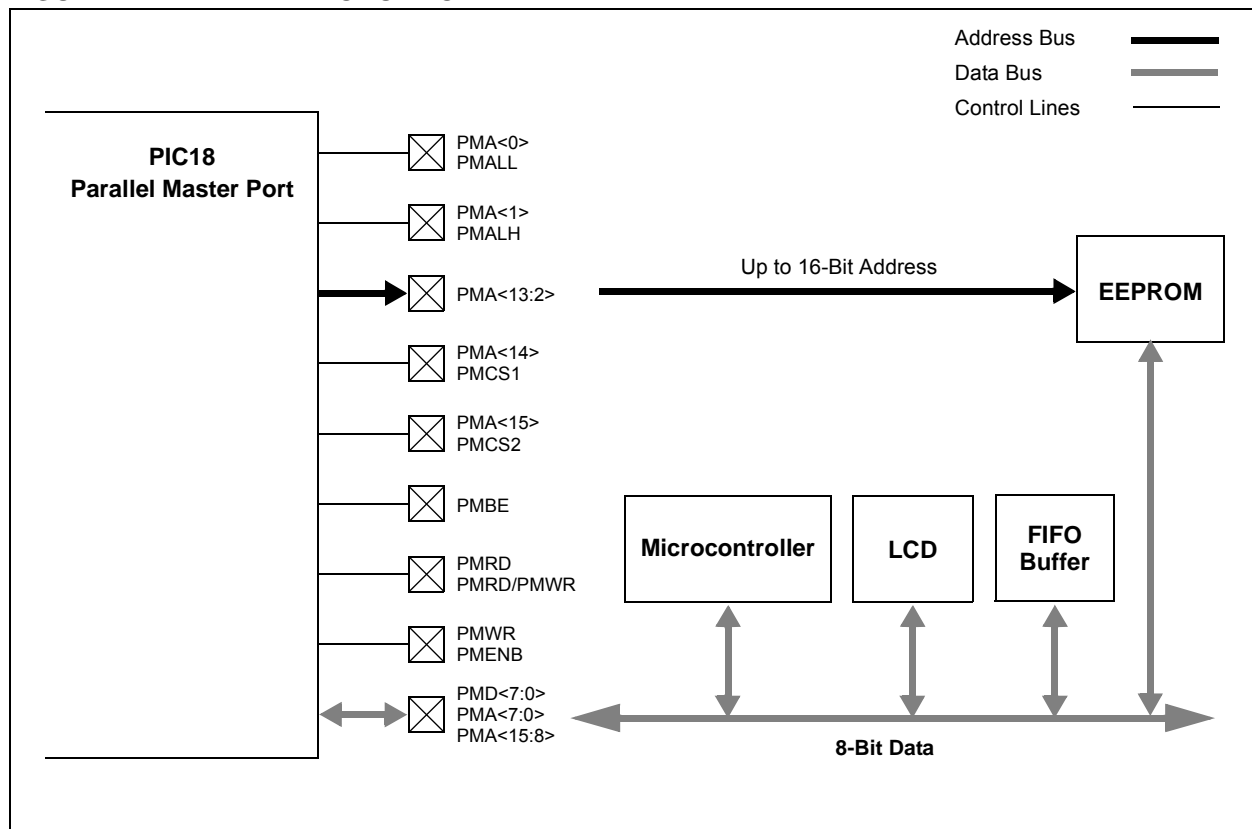 Address Bus
Data Bus
Control Lines
PIC18
Parallel Master Port
PMA<0>
PMALL
PMA<1>
PMALH
PMA<13:2>
Up to 16-Bit Address
EEPROM
PMA<14>
PMCS1
PMA<15>
PMCS2
PMBE
Microcontroller
LCD
FIFO
Buffer
PMRD
PMRD/PMWR
PMWR
PMENB
PMD<7:0>
PMA<7:0>
PMA<15:8>
8-Bit Data